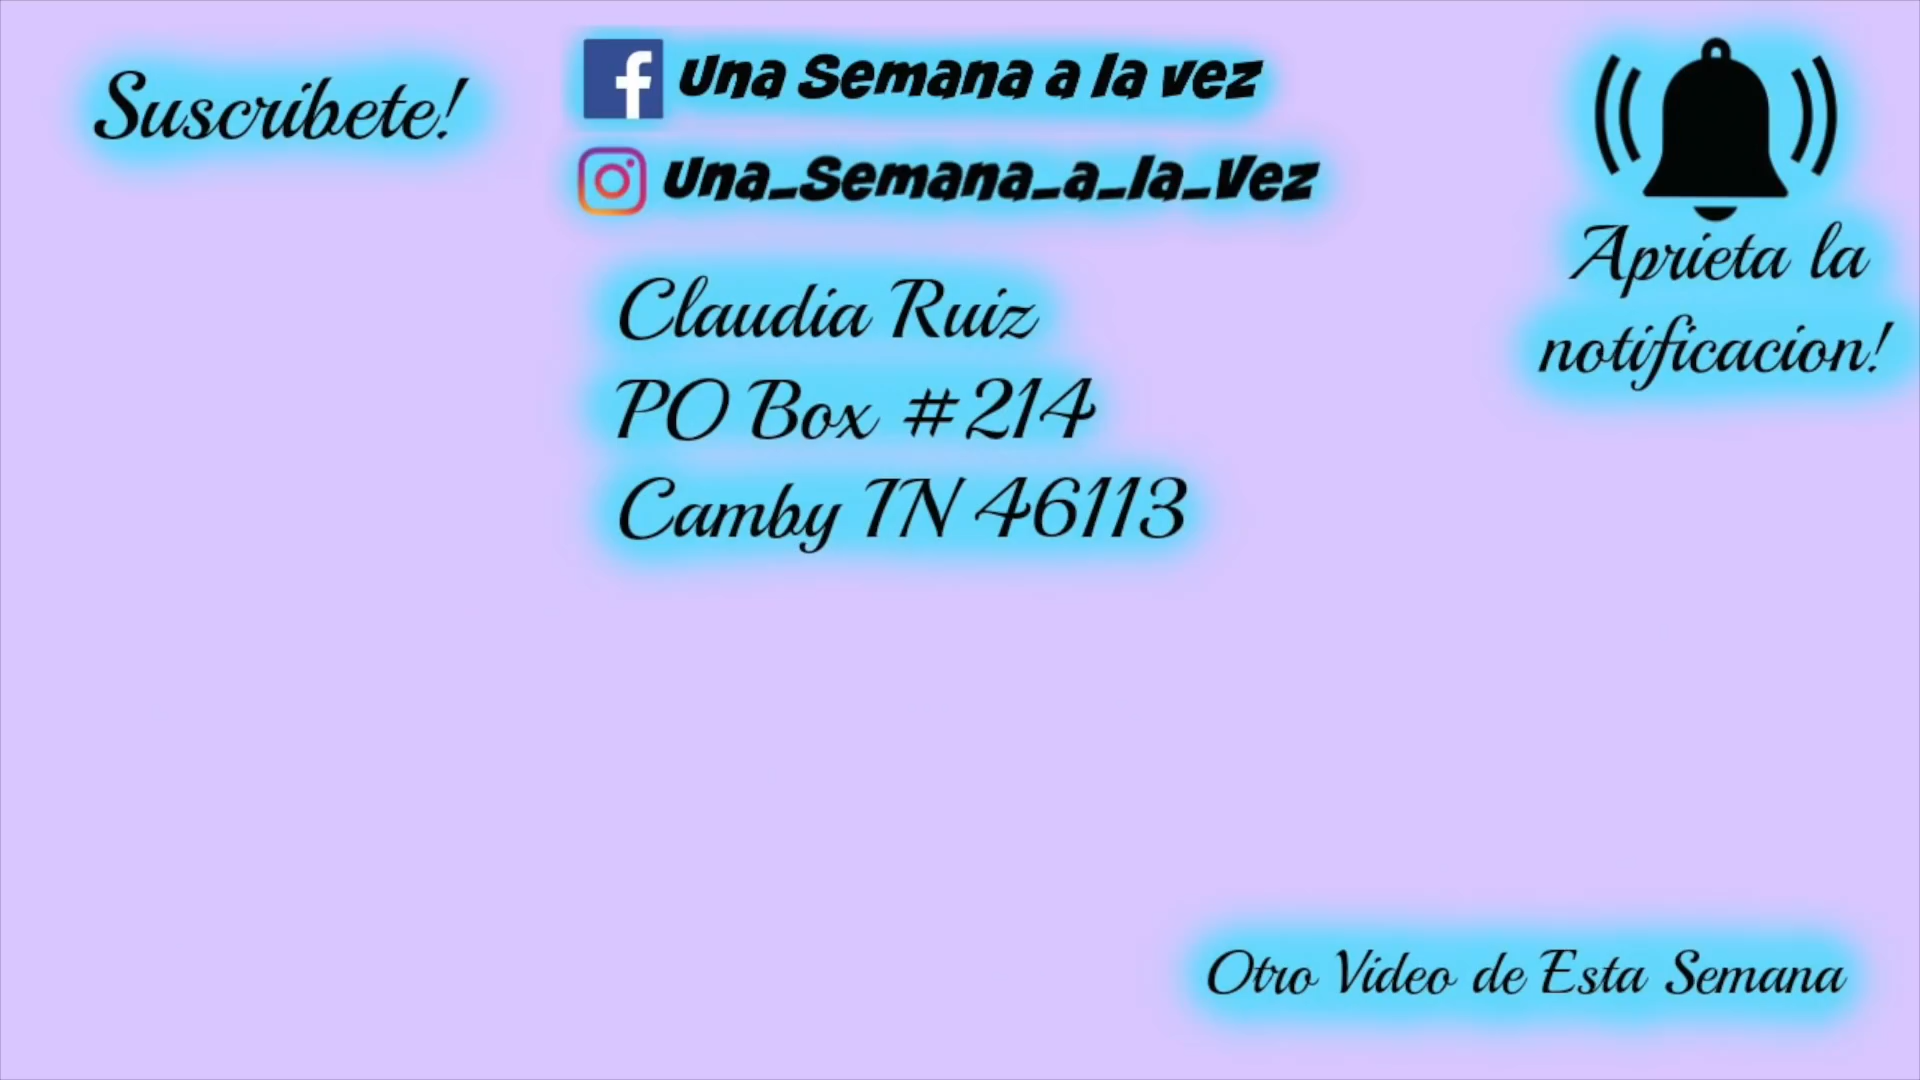 Suscribete!
Una Semana a la vez
Una_Semana_a_la_Vez
Claudia Ruiz
PO Box #214
Camby IN 46113
Aprieta la
notificacion!
Otro Video de Esta Semana